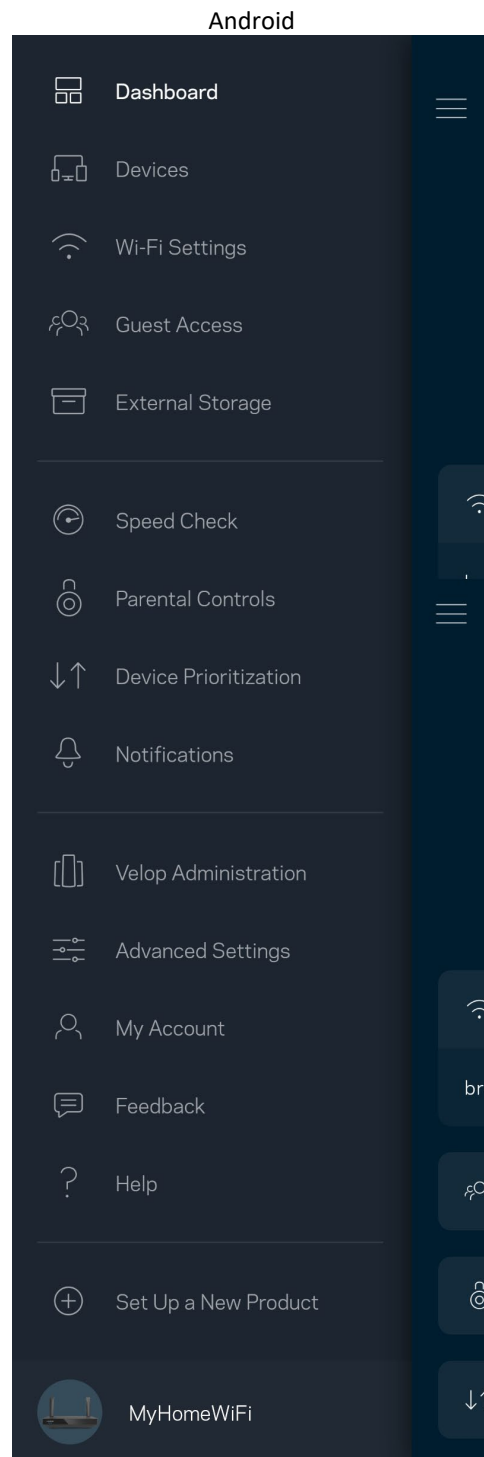 Android
Dashboard
Devices
Wi-Fi Settings
Guest Access
External Storage
Speed Check
Parental Controls
Device Prioritization
Notifications
Velop Administration
Advanced Settings
My Account
Feedback
br
Help
Set Up a New Product
MyHomeWiFi